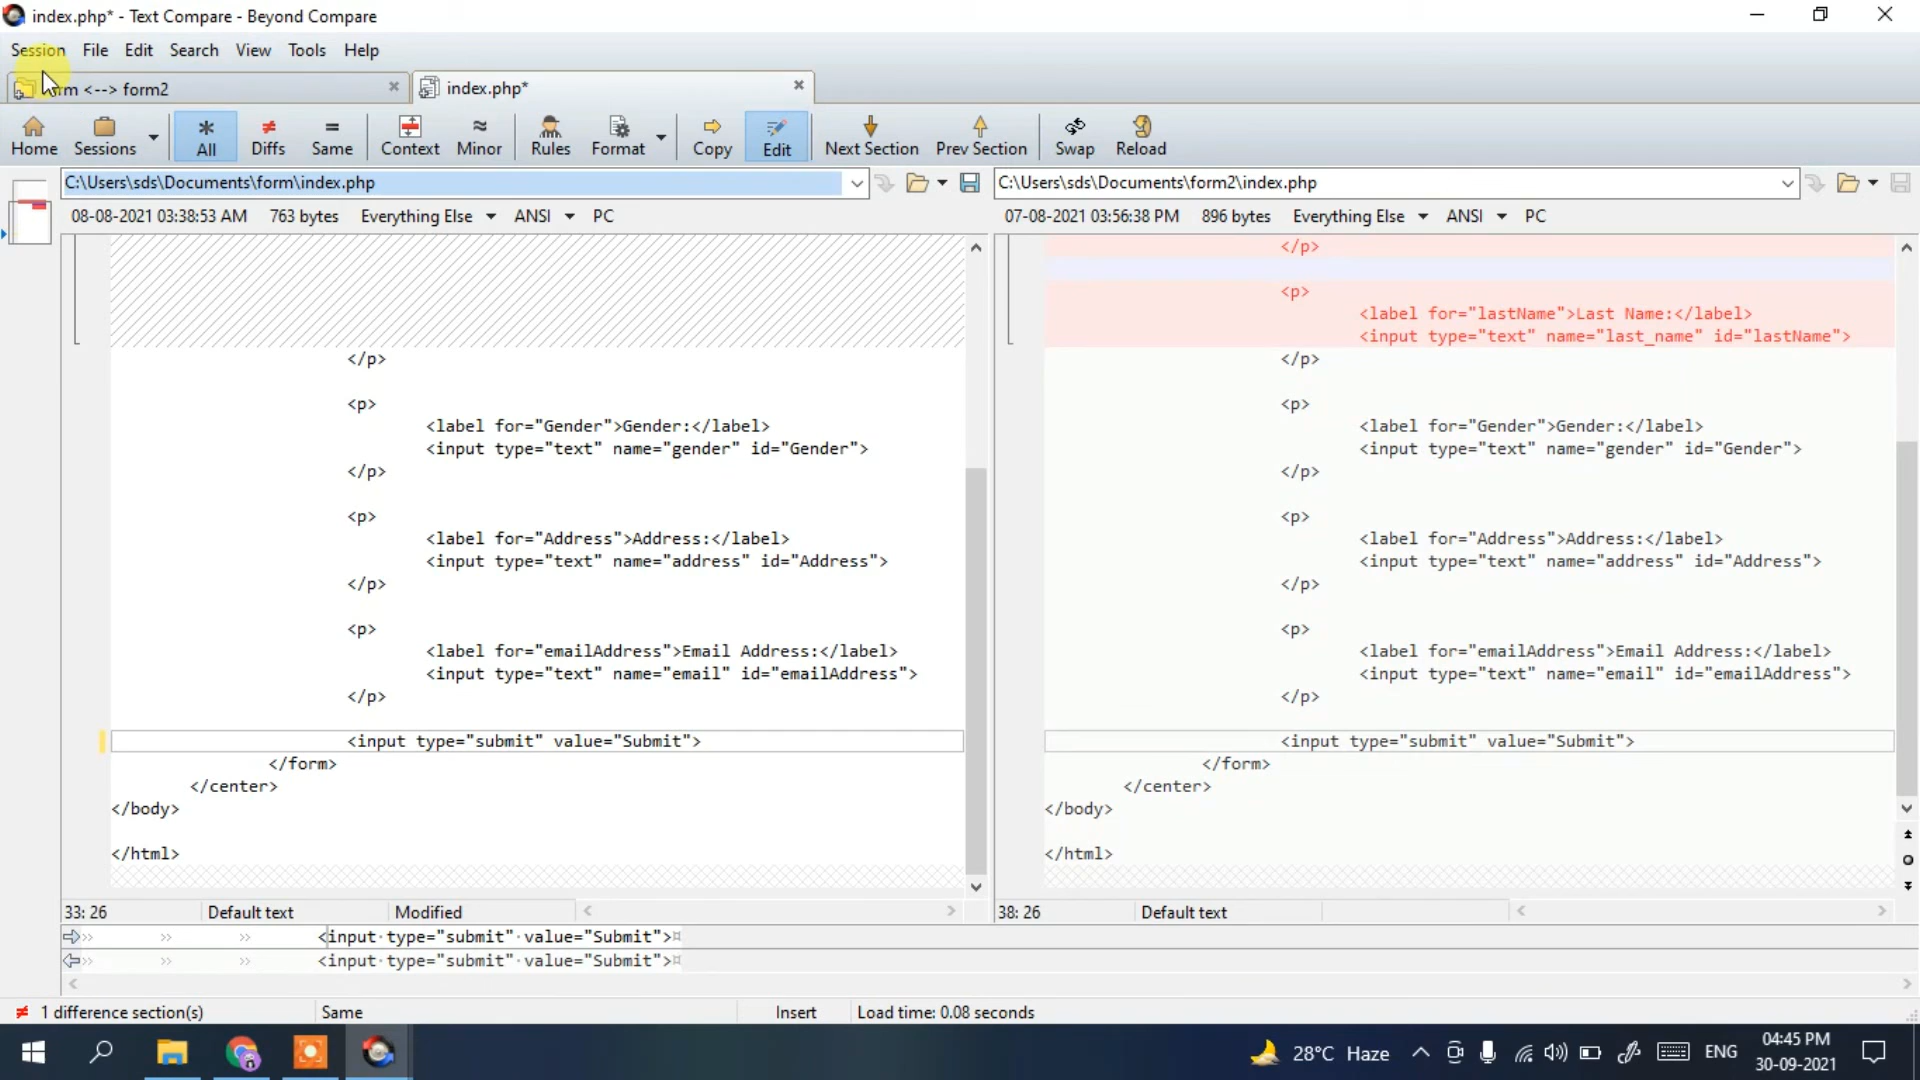 index.php* - Text Compare - Beyond Compare
Session File Edit Search View Tools Help
rm <--> form2
index.php*
Home Sessions All Diffs Same Context Minor Rules Format Copy Edit Next Section Prev Section Swap Reload
C:\Users\sds\Documents\form\index.php
08-08-2021 03:38:53 AM 763 bytes Everything Else ANSI PC
</p>
<p>
<label for="Gender">Gender:</label>
<input type="text" name="gender" id="Gender">
</p>
<p>
<label for="Address">Address:</label>
<input type="text" name="address" id="Address">
</p>
<p>
<label for="emailAddress">Email Address:</label>
<input type="text" name="email" id="emailAddress">
</p>
<input type="submit" value="Submit">
</form>
</center>
</body>
</html>
33: 26 Default text Modified
C:\Users\sds\Documents\form2\index.php
07-08-2021 03:56:38 PM 896 bytes Everything Else ANSI PC
</p>
<p>
<label for="lastName">Last Name:</label>
<input type="text" name="last_name" id="lastName">
</p>
<p>
<label for="Gender">Gender:</label>
<input type="text" name="gender" id="Gender">
</p>
<p>
<label for="Address">Address:</label>
<input type="text" name="address" id="Address">
</p>
<p>
<label for="emailAddress">Email Address:</label>
<input type="text" name="email" id="emailAddress">
</p>
<input type="submit" value="Submit">
</form>
</center>
</body>
</html>
38: 26 Default text
<input·type="submit"·value="Submit">¤
<input·type="submit"·value="Submit">¤
1 difference section(s) Same Insert Load time: 0.08 seconds
28°C Haze ENG 04:45 PM
30-09-2021